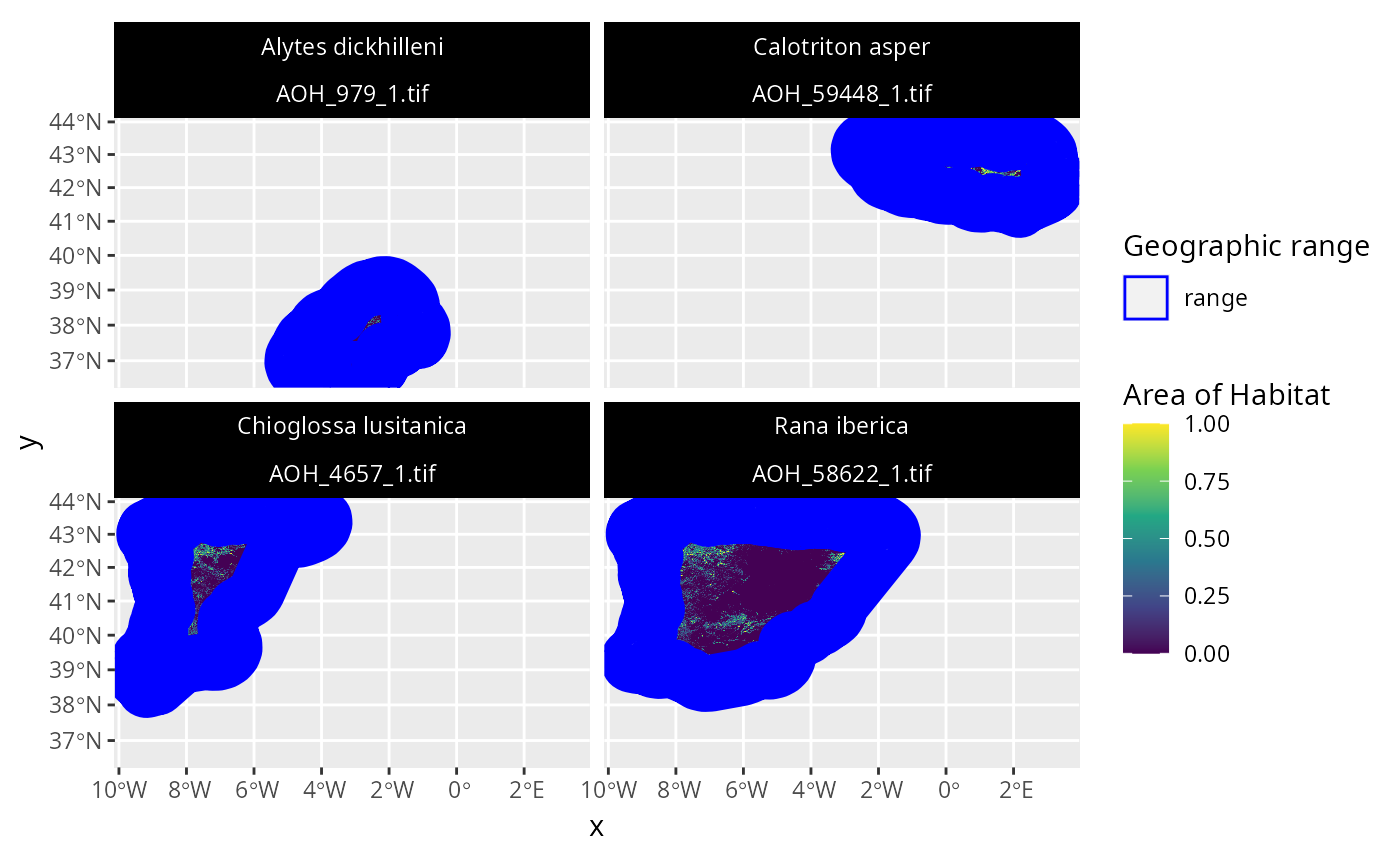 Alytes dickhilleni
AOH_979_1.tif
Calotriton asper
AOH_59448_1.tif
44°N
43°N
42°N
41°N
40°N
39°N
38°N
37°N
Chioglossa lusitanica
AOH_4657_1.tif
Rana iberica
AOH_58622_1.tif
44°N
43°N
42°N
41°N
40°N
39°N
38°N
37°N
10°W 8°W 6°W 4°W 2°W 0° 2°E
10°W 8°W 6°W 4°W 2°W 0° 2°E
x
y
Geographic range
range
Area of Habitat
1.00
0.75
0.50
0.25
0.00